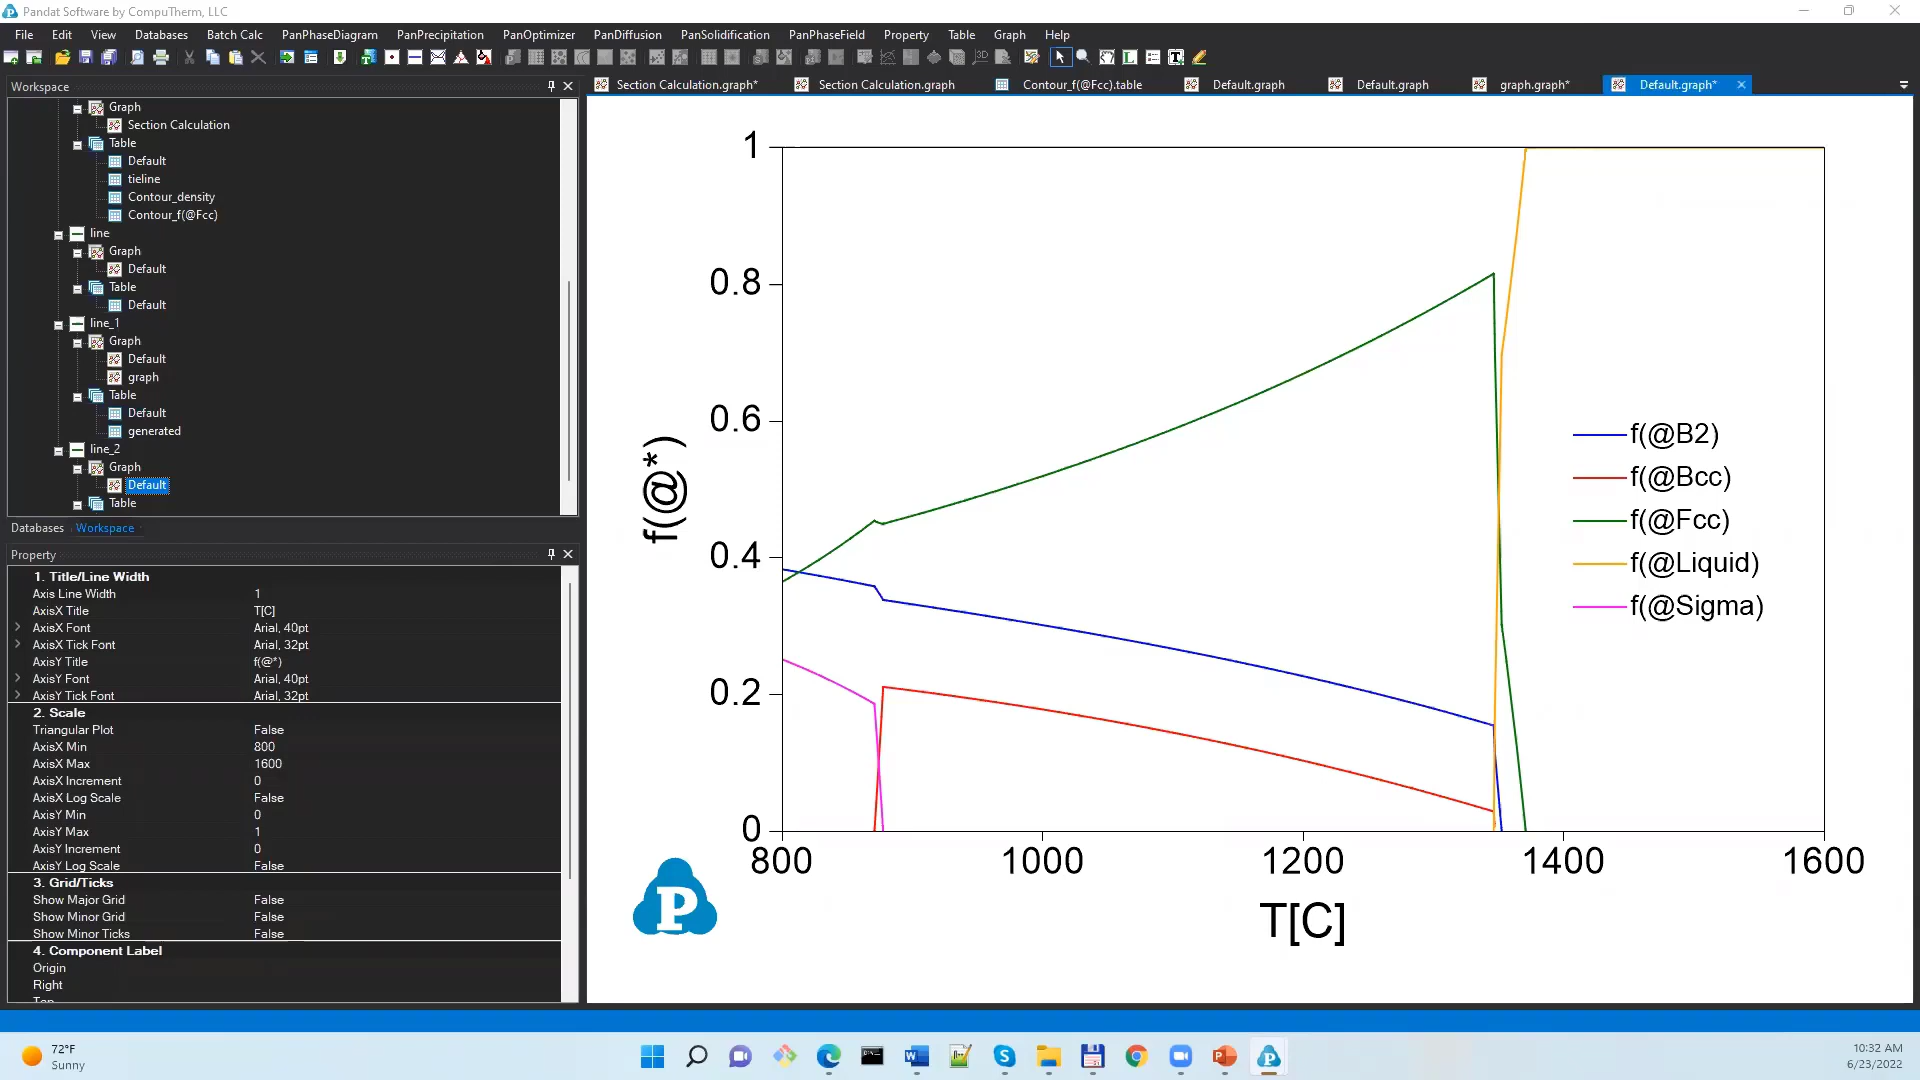 Pandat Software by CompuTherm, LLC
File Edit View Databases Batch Calc PanPhaseDiagram PanPrecipitation PanOptimizer PanDiffusion PanSolidification PanPhaseField Property Table Graph Help
Workspace
Section Calculation.graph* Section Calculation.graph Contour_f(@Fcc).table Default.graph Default.graph graph.graph* Default.graph*
Graph
Section Calculation
Table
Default
tieline
Contour_density
Contour_f(@Fcc)
line
Graph
Default
Table
Default
line_1
Graph
Default
graph
Table
Default
generated
line_2
Graph
Default
Table
Databases Workspace
Property
1. Title/Line Width
Axis Line Width 1
AxisX Title T[C]
AxisX Font Arial, 40pt
AxisX Tick Font Arial, 32pt
AxisY Title f(@*)
AxisY Font Arial, 40pt
AxisY Tick Font Arial, 32pt
2. Scale
Triangular Plot False
AxisX Min 800
AxisX Max 1600
AxisX Increment 0
AxisX Log Scale False
AxisY Min 0
AxisY Max 1
AxisY Increment 0
AxisY Log Scale False
3. Grid/Ticks
Show Major Grid False
Show Minor Grid False
Show Minor Ticks False
4. Component Label
Origin
Right
Top
1
0.8
0.6
0.4
0.2
0
f(@*)
800 1000 1200 1400 1600
T[C]
f(@B2)
f(@Bcc)
f(@Fcc)
f(@Liquid)
f(@Sigma)
P
72°F
Sunny
10:32 AM
6/23/2022